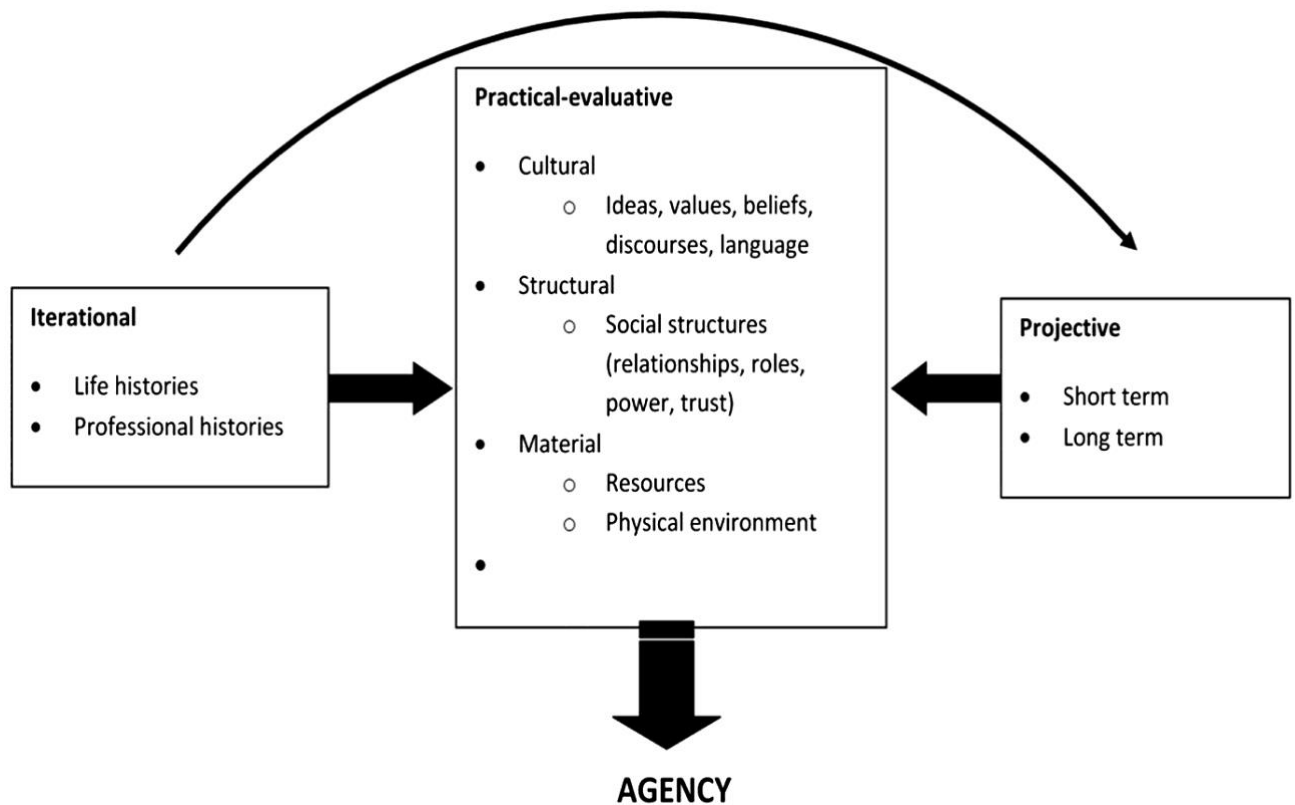 Practical-evaluative
• Cultural
o Ideas, values, beliefs,
discourses, language
• Structural
o Social structures
(relationships, roles,
power, trust)
• Material
o Resources
o Physical environment
•
Iterational
• Life histories
• Professional histories
Projective
• Short term
• Long term
AGENCY